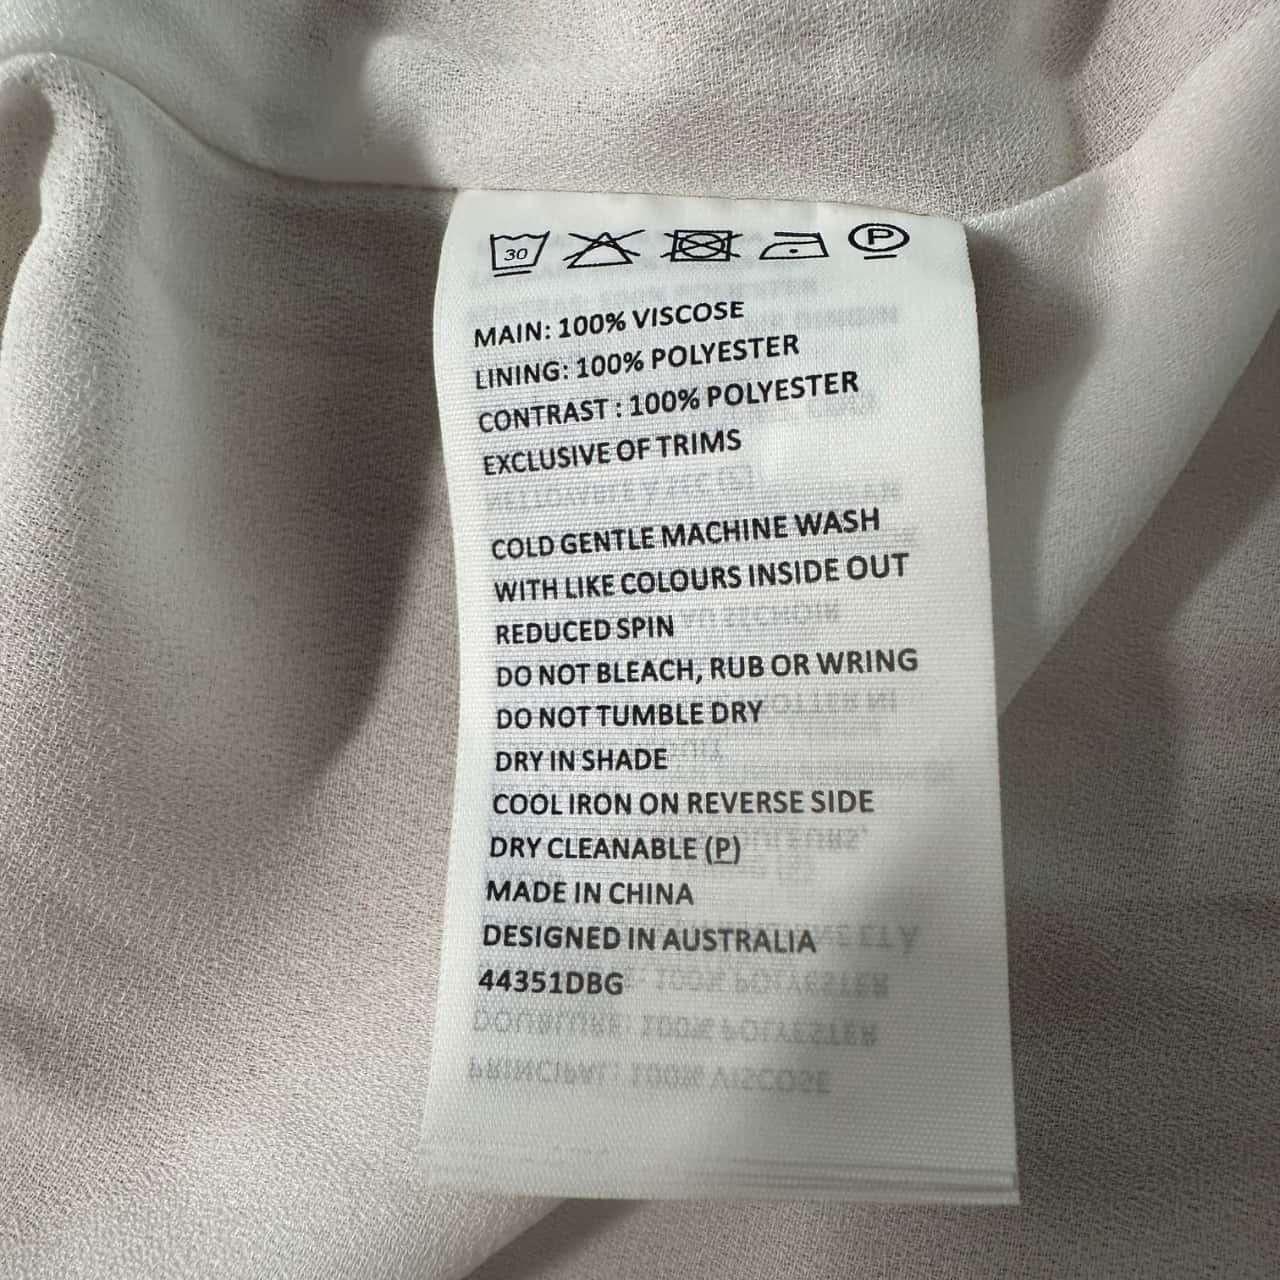 30 P
MAIN: 100% VISCOSE
LINING: 100% POLYESTER
CONTRAST : 100% POLYESTER
EXCLUSIVE OF TRIMS
COLD GENTLE MACHINE WASH
WITH LIKE COLOURS INSIDE OUT
REDUCED SPIN
DO NOT BLEACH, RUB OR WRING
DO NOT TUMBLE DRY
DRY IN SHADE
COOL IRON ON REVERSE SIDE
DRY CLEANABLE (P)
MADE IN CHINA
DESIGNED IN AUSTRALIA
44351DBG